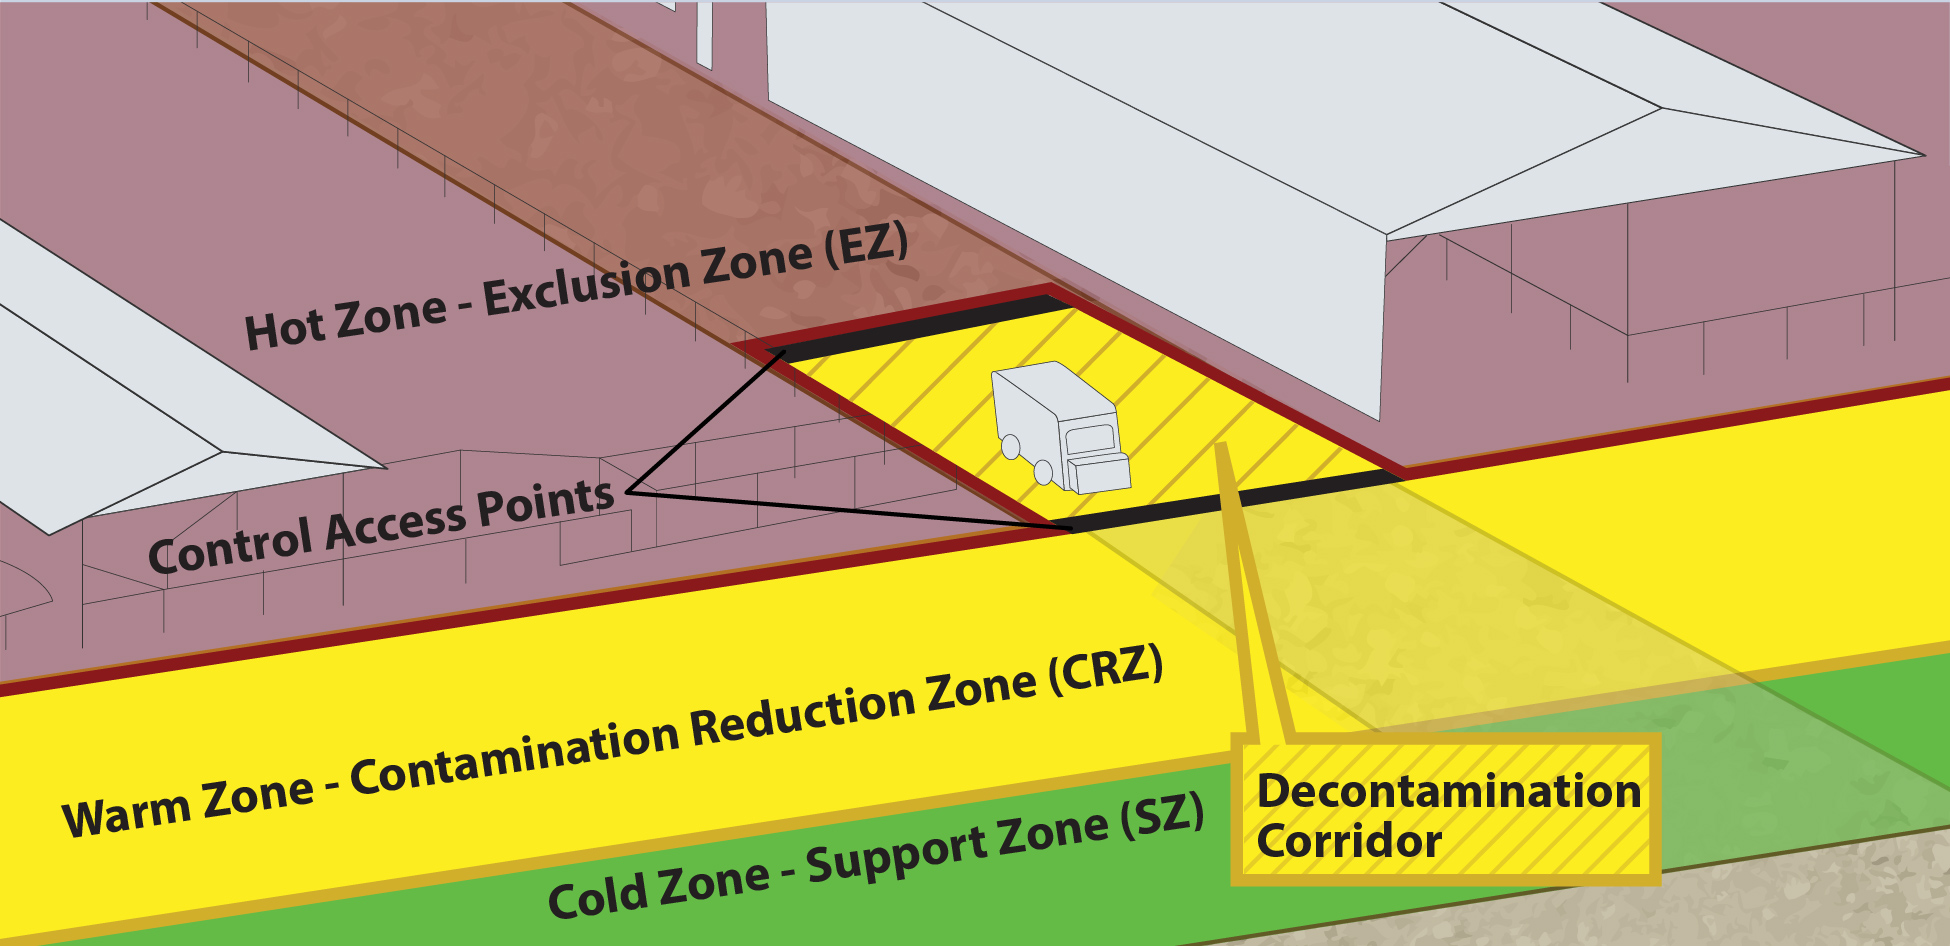 Hot Zone - Exclusion Zone (EZ)
Control Access Points
Warm Zone - Contamination Reduction Zone (CRZ)
Cold Zone - Support Zone (SZ)
Decontamination
Corridor